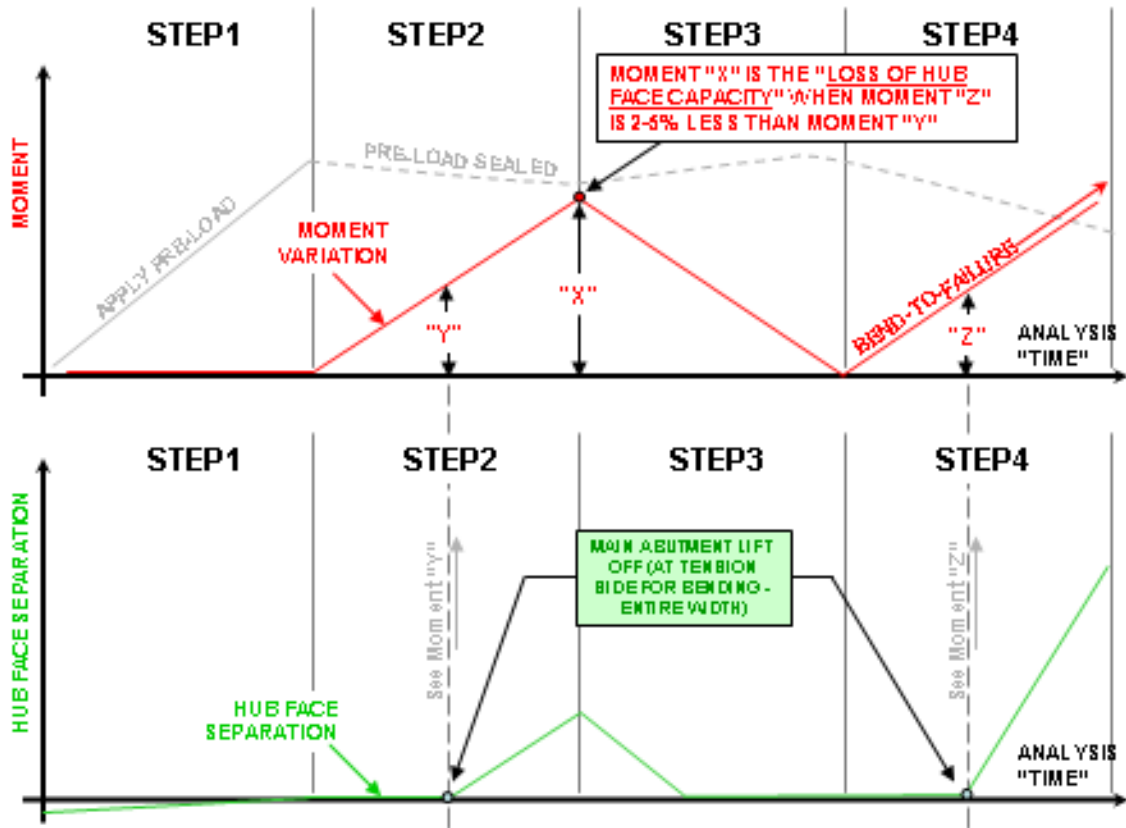 STEP1
STEP2
STEP3
STEP4
MOMENT "X" IS THE "LOSS OF HUB
FACE CAPACITY" WHEN MOMENT "Z"
IS 2-5% LESS THAN MOMENT "Y"
MOMENT
APPLY PRE-LOAD
PRE-LOAD SEALED
MOMENT
VARIATION
"Y"
"X"
BEND-TO-FAILURE
"Z"
ANALYSIS
"TIME"
STEP1
STEP2
STEP3
STEP4
HUB FACE SEPARATION
See Moment "Y"
MAIN ABUTMENT LIFT
OFF (AT TENSION
SIDE FOR BENDING -
ENTIRE WIDTH)
See Moment "Z"
HUB FACE
SEPARATION
ANALYSIS
"TIME"